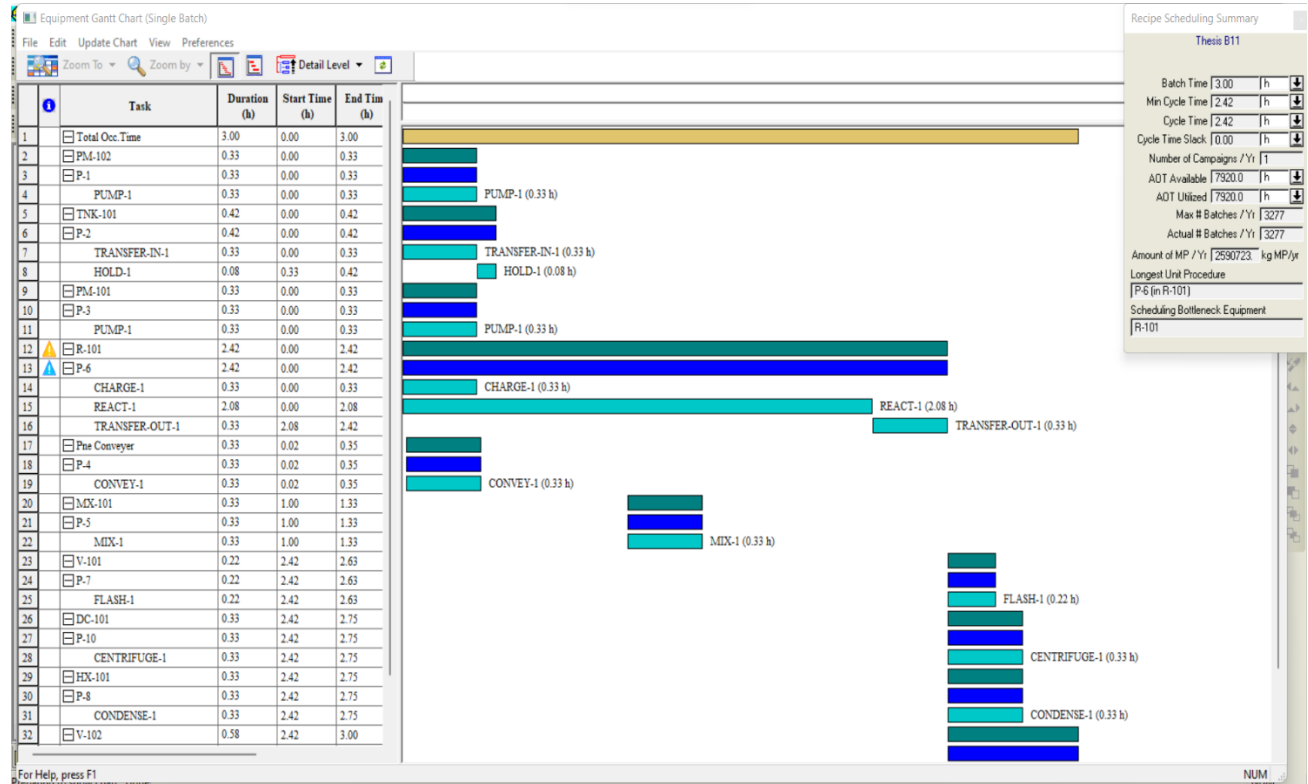 Equipment Gantt Chart (Single Batch)
File Edit Update Chart View Preferences
Zoom To Zoom by Detail Level
Task Duration (h) Start Time (h) End Tim (h)
1 Total Occ.Time 3.00 0.00 3.00
2 PM-102 0.33 0.00 0.33
3 P-1 0.33 0.00 0.33
4 PUMP-1 0.33 0.00 0.33 PUMP-1 (0.33 h)
5 TNK-101 0.42 0.00 0.42
6 P-2 0.42 0.00 0.42
7 TRANSFER-IN-1 0.33 0.00 0.33 TRANSFER-IN-1 (0.33 h)
8 HOLD-1 0.08 0.33 0.42 HOLD-1 (0.08 h)
9 PM-101 0.33 0.00 0.33
10 P-3 0.33 0.00 0.33
11 PUMP-1 0.33 0.00 0.33 PUMP-1 (0.33 h)
12 R-101 2.42 0.00 2.42
13 P-6 2.42 0.00 2.42
14 CHARGE-1 0.33 0.00 0.33 CHARGE-1 (0.33 h)
15 REACT-1 2.08 0.00 2.08 REACT-1 (2.08 h)
16 TRANSFER-OUT-1 0.33 2.08 2.42 TRANSFER-OUT-1 (0.33 h)
17 Pne Conveyer 0.33 0.02 0.35
18 P-4 0.33 0.02 0.35
19 CONVEY-1 0.33 0.02 0.35 CONVEY-1 (0.33 h)
20 MX-101 0.33 1.00 1.33
21 P-5 0.33 1.00 1.33
22 MIX-1 0.33 1.00 1.33 MIX-1 (0.33 h)
23 V-101 0.22 2.42 2.63
24 P-7 0.22 2.42 2.63
25 FLASH-1 0.22 2.42 2.63 FLASH-1 (0.22 h)
26 DC-101 0.33 2.42 2.75
27 P-10 0.33 2.42 2.75
28 CENTRIFUGE-1 0.33 2.42 2.75 CENTRIFUGE-1 (0.33 h)
29 HX-101 0.33 2.42 2.75
30 P-8 0.33 2.42 2.75
31 CONDENSE-1 0.33 2.42 2.75 CONDENSE-1 (0.33 h)
32 V-102 0.58 2.42 3.00
For Help, press F1
NUM
Recipe Scheduling Summary
Thesis B11
Batch Time 3.00 h
Min Cycle Time 2.42 h
Cycle Time 2.42 h
Cycle Time Slack 0.00 h
Number of Campaigns / Yr 1
AOT Available 7920.0 h
AOT Utilized 7920.0 h
Max # Batches / Yr 3277
Actual # Batches / Yr 3277
Amount of MP / Yr 2590723. kg MP/yr
Longest Unit Procedure
P-6 (in R-101)
Scheduling Bottleneck Equipment
R-101